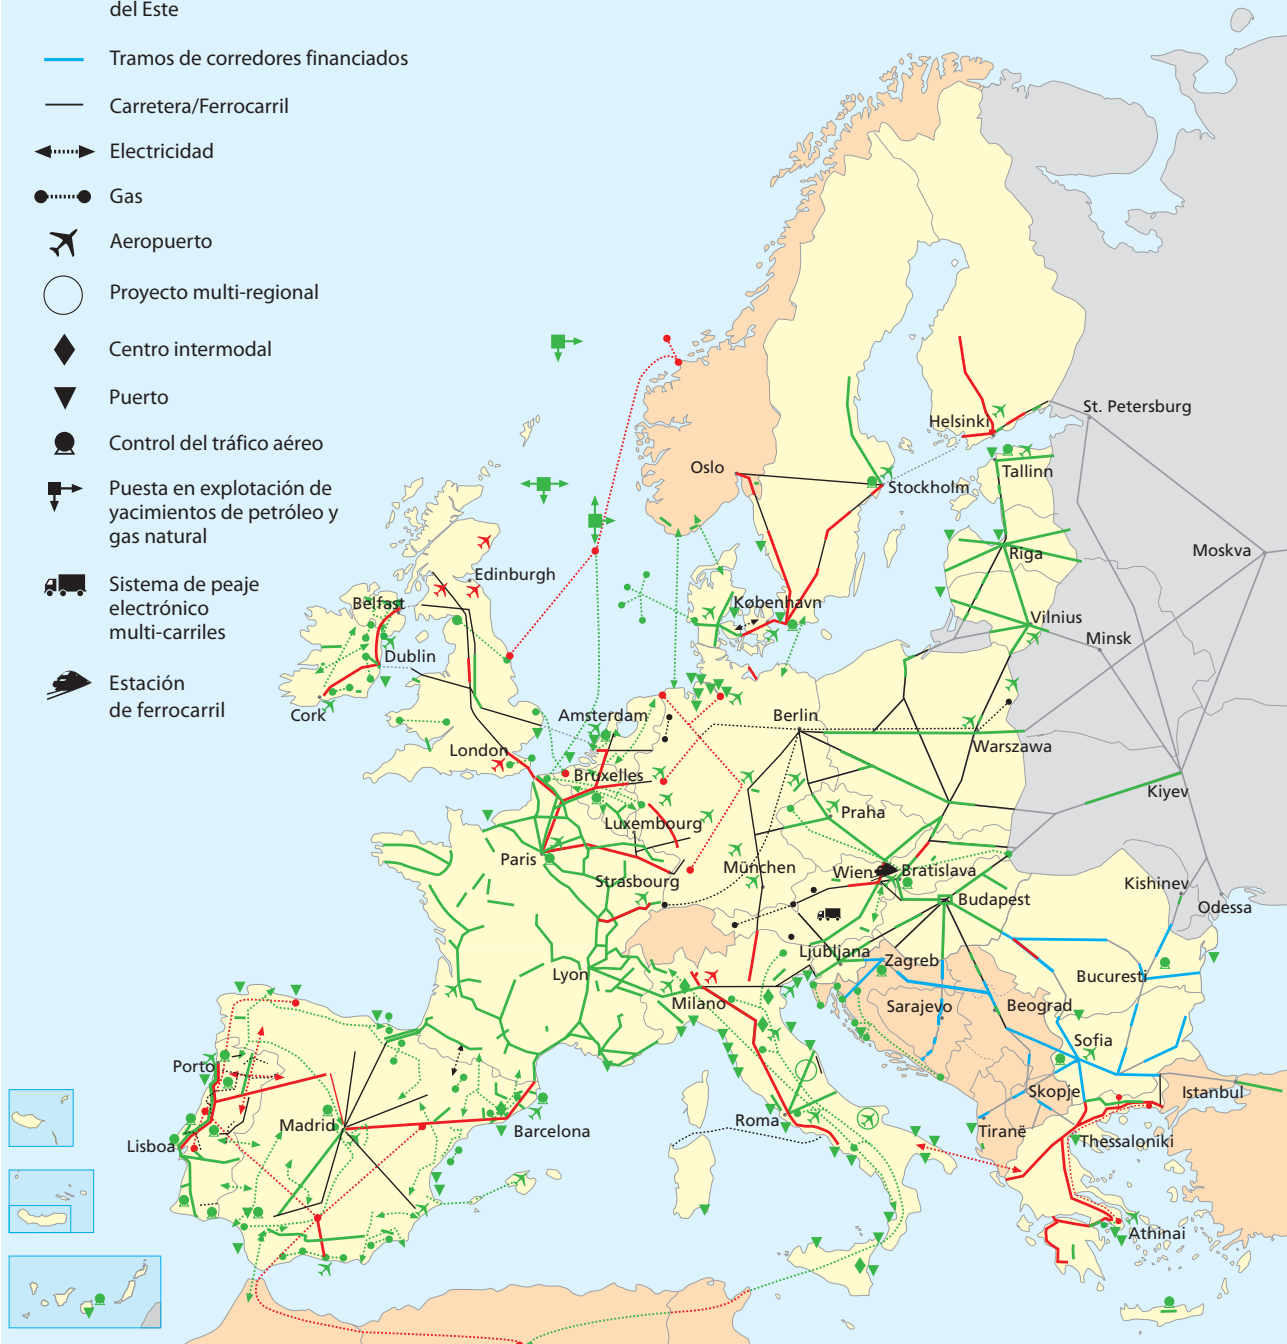 del Este
Tramos de corredores financiados
Carretera/Ferrocarril
Electricidad
Gas
Aeropuerto
Proyecto multi-regional
Centro intermodal
Puerto
Control del tráfico aéreo
Puesta en explotación de
yacimientos de petróleo y
gas natural
Sistema de peaje
electrónico
multi-carriles
Estación
de ferrocarril
St. Petersburg
Helsinki
Oslo
Tallinn
Stockholm
Moskva
Riga
Edinburgh
Belfast
København
Vilnius
Minsk
Dublin
Cork
Amsterdam
Berlin
London
Warszawa
Bruxelles
Kiyev
Luxembourg
Praha
Paris
Strasbourg
München
Wien
Bratislava
Kishinev
Budapest
Odessa
Ljubljana
Zagreb
Lyon
Bucuresti
Milano
Sarajevo
Beograd
Sofia
Porto
Skopje
Istanbul
Madrid
Roma
Barcelona
Tiranë
Lisboa
Thessaloniki
Athinai